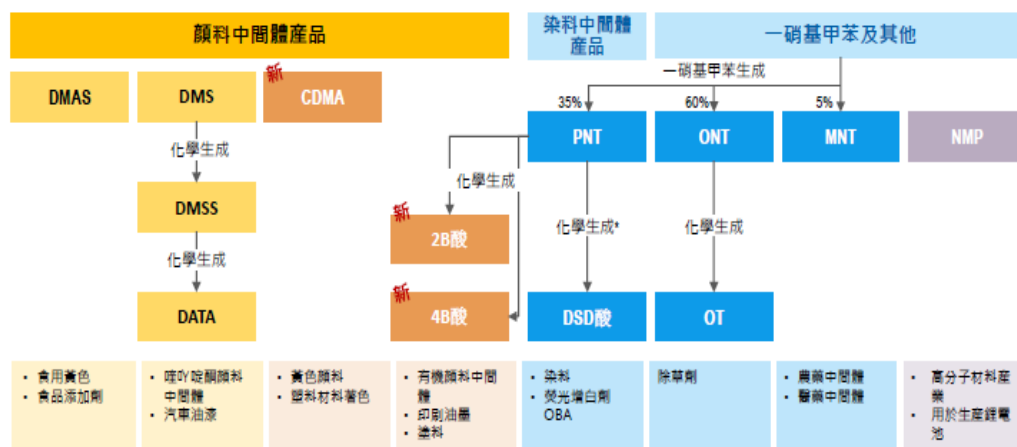 顏料中間體産品
染料中間體
産品
一硝基甲苯及其他
一硝基甲苯生成
35%
60%
5%
新
DMAS
DMS
CDMA
PNT
ONT
MNT
NMP
化學生成
化學生成
新
DMSS
2B酸
化學生成*
化學生成
化學生成
新
DATA
4B酸
DSD酸
OT
• 食用黃色
• 食品添加劑
• 喹吖啶酮顏料
中間體
• 汽車油漆
• 黃色顏料
• 塑料材料著色
• 有機顏料中間
體
• 印刷油墨
• 塗料
• 染料
• 熒光增白劑
OBA
除草劑
• 農藥中間體
• 醫藥中間體
• 高分子材料産
業
• 用於生産鋰電
池